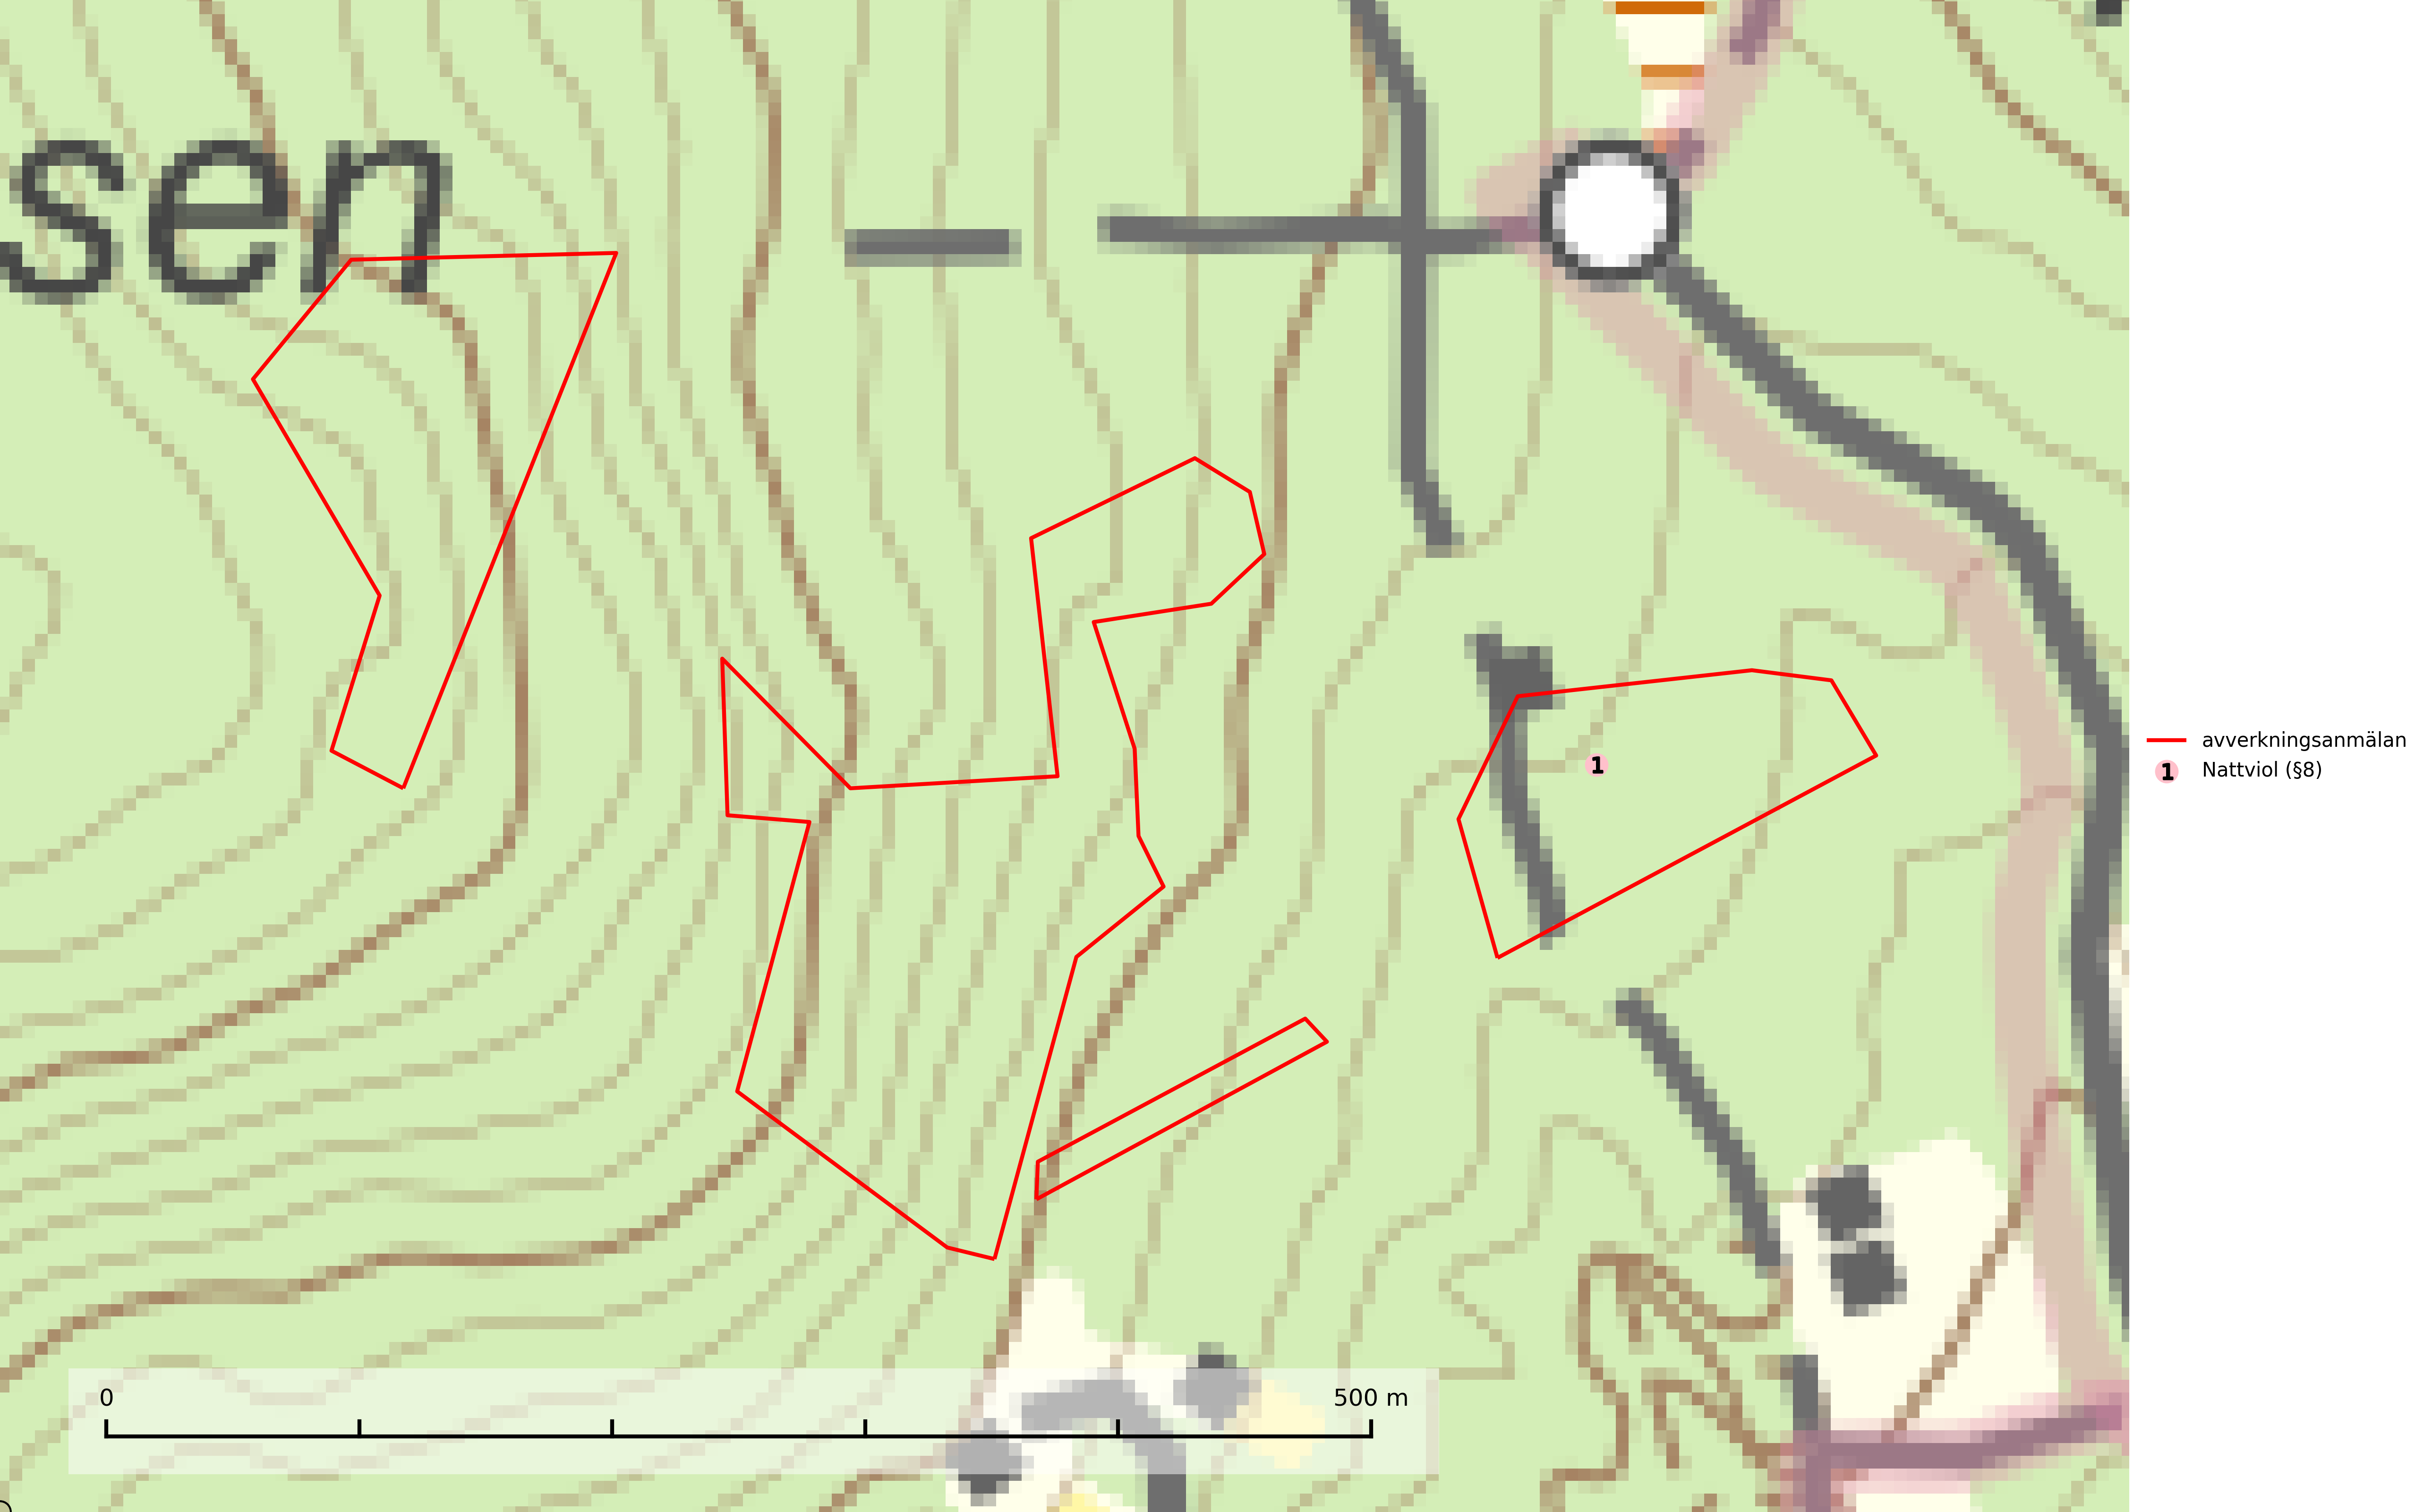 sen
1
avverkningsanmälan
1 Nattviol (§8)
0 500 m